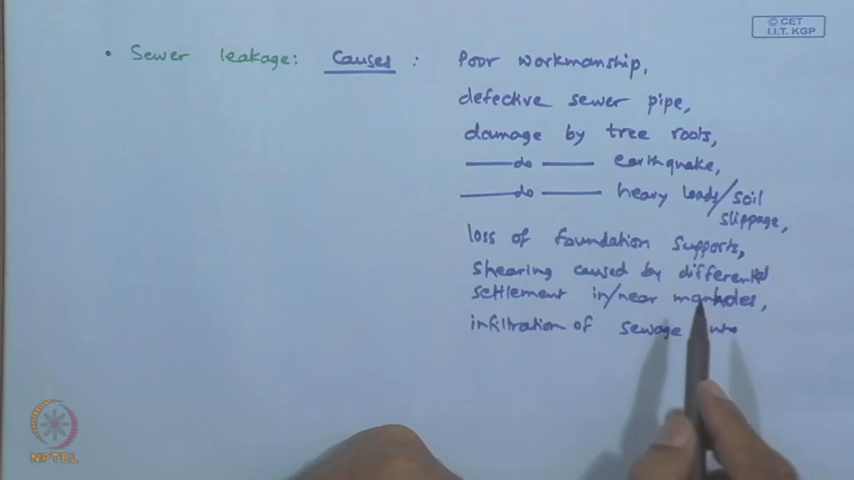 © CET
I.I.T. KGP
• Sewer leakage: Causes : Poor workmanship,
defective sewer pipe,
damage by tree roots,
——do—— earthquake,
——do—— heavy loads/soil
slippage,
loss of foundation supports,
shearing caused by differential
settlement in/near manholes,
infiltration of sewage
NPTEL